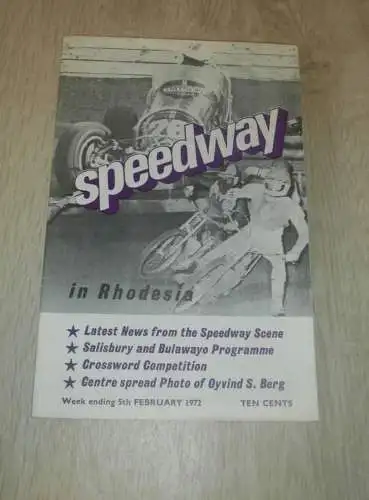 speedway
in Rhodesia
★ Latest News from the Speedway Scene
★ Salisbury and Bulawayo Programme
★ Crossword Competition
★ Centre spread Photo of Oyvind S. Berg
Week ending 5th FEBRUARY 1972 TEN CENTS